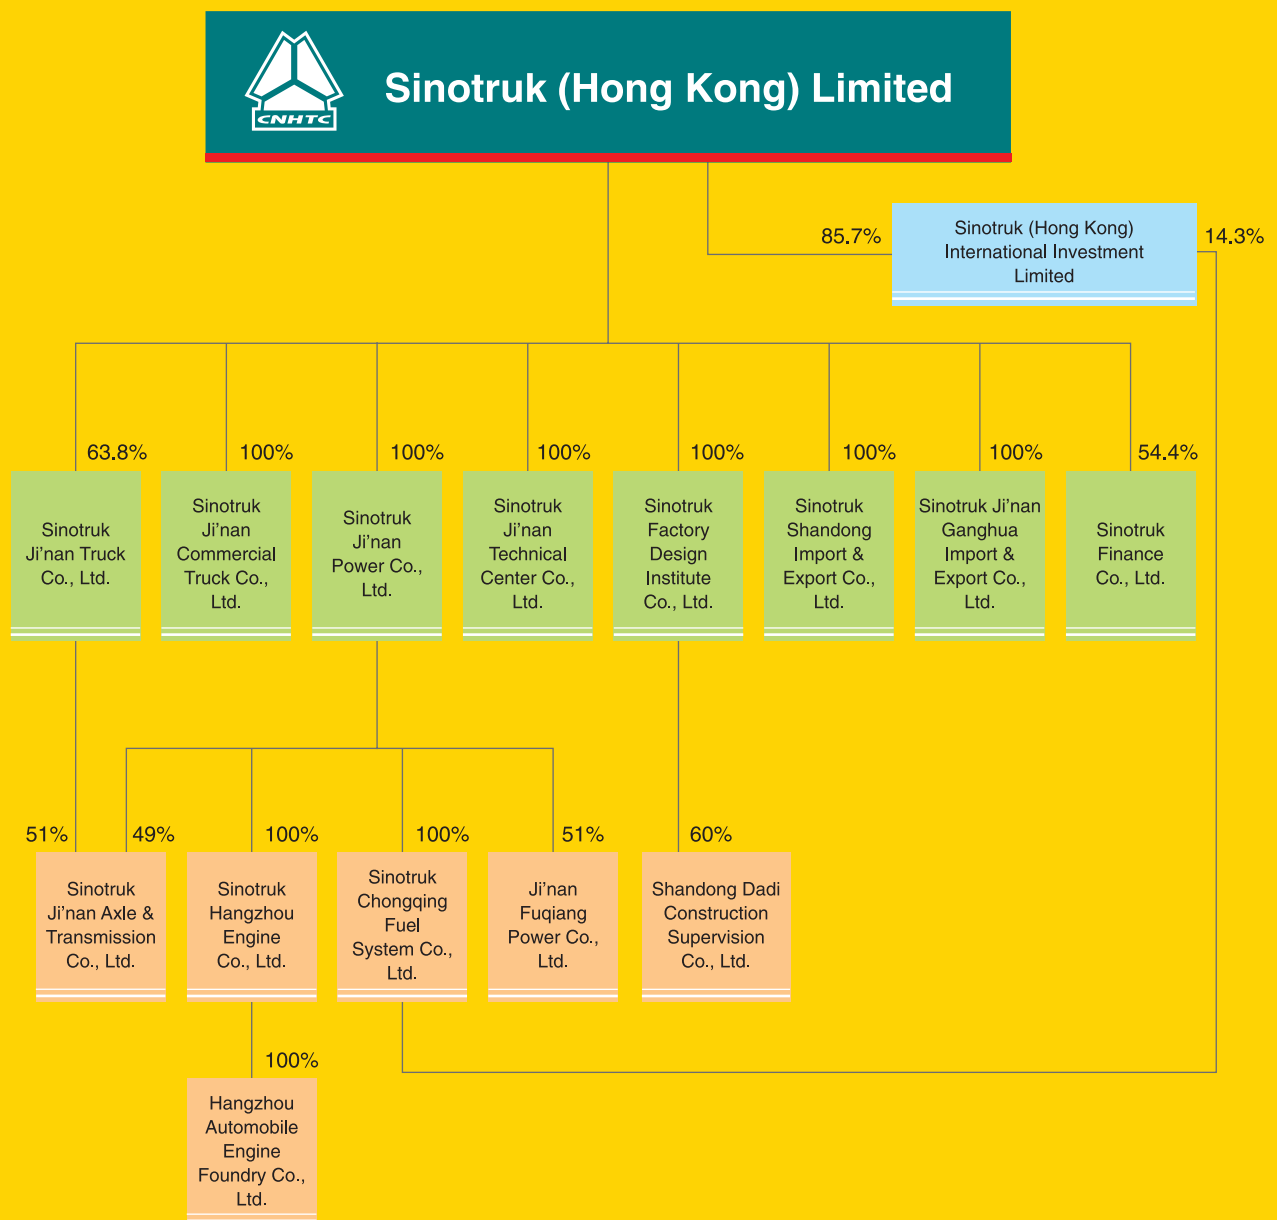 CNHTC
Sinotruk (Hong Kong) Limited
85.7%
Sinotruk (Hong Kong)
International Investment
Limited
14.3%
63.8%
Sinotruk
Ji’nan Truck
Co., Ltd.
100%
Sinotruk
Ji’nan
Commercial
Truck Co.,
Ltd.
100%
Sinotruk
Ji’nan
Power Co.,
Ltd.
100%
Sinotruk
Ji’nan
Technical
Center Co.,
Ltd.
100%
Sinotruk
Factory
Design
Institute
Co., Ltd.
100%
Sinotruk
Shandong
Import &
Export Co.,
Ltd.
100%
Sinotruk Ji’nan
Ganghua
Import &
Export Co.,
Ltd.
54.4%
Sinotruk
Finance
Co., Ltd.
51%
49%
Sinotruk
Ji’nan Axle &
Transmission
Co., Ltd.
100%
Sinotruk
Hangzhou
Engine
Co., Ltd.
100%
Sinotruk
Chongqing
Fuel
System Co.,
Ltd.
51%
Ji’nan
Fuqiang
Power Co.,
Ltd.
60%
Shandong Dadi
Construction
Supervision
Co., Ltd.
100%
Hangzhou
Automobile
Engine
Foundry Co.,
Ltd.